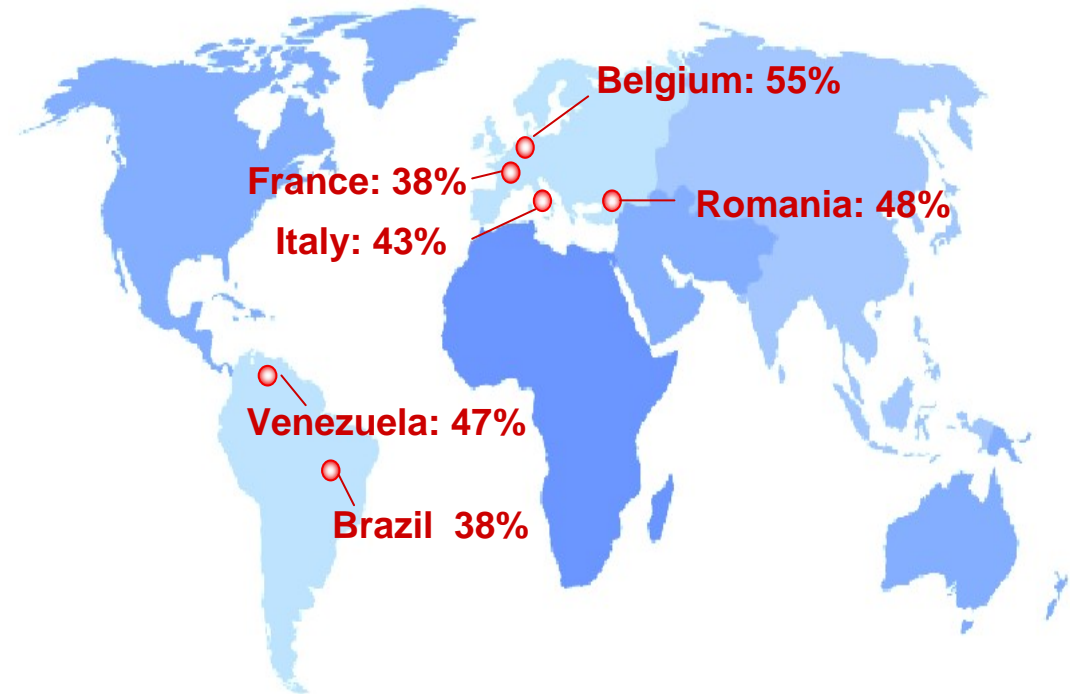 Belgium: 55%
France: 38%
Romania: 48%
Italy: 43%
Venezuela: 47%
Brazil 38%